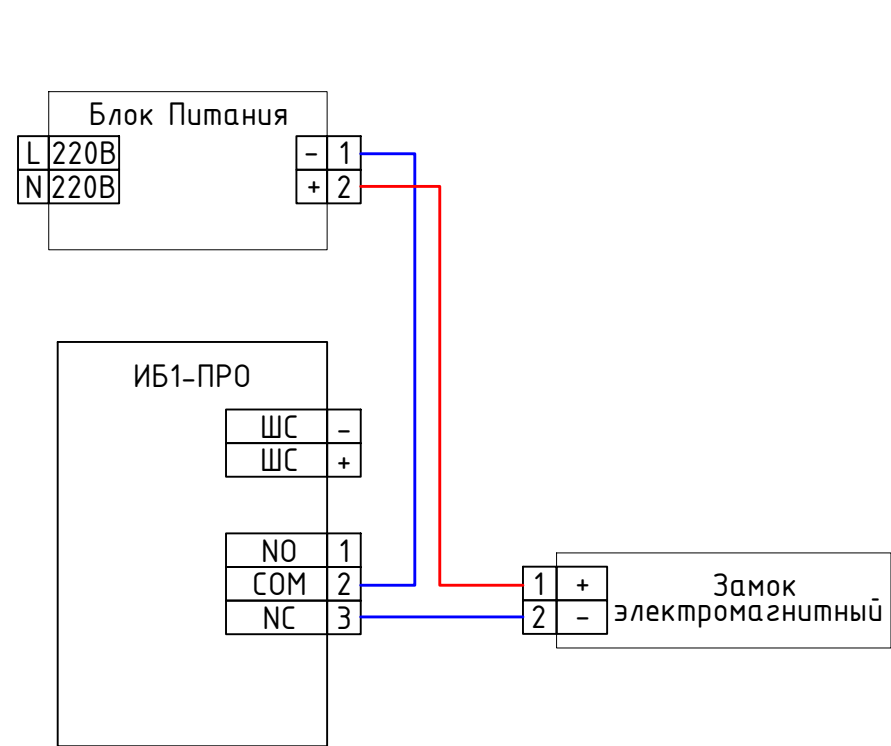 Блок Питания
L 220В - 1
N 220В + 2
ИБ1-ПРО
ШС -
ШС +
NO 1
COM 2
NC 3
1 +
2 -
Замок
электромагнитный